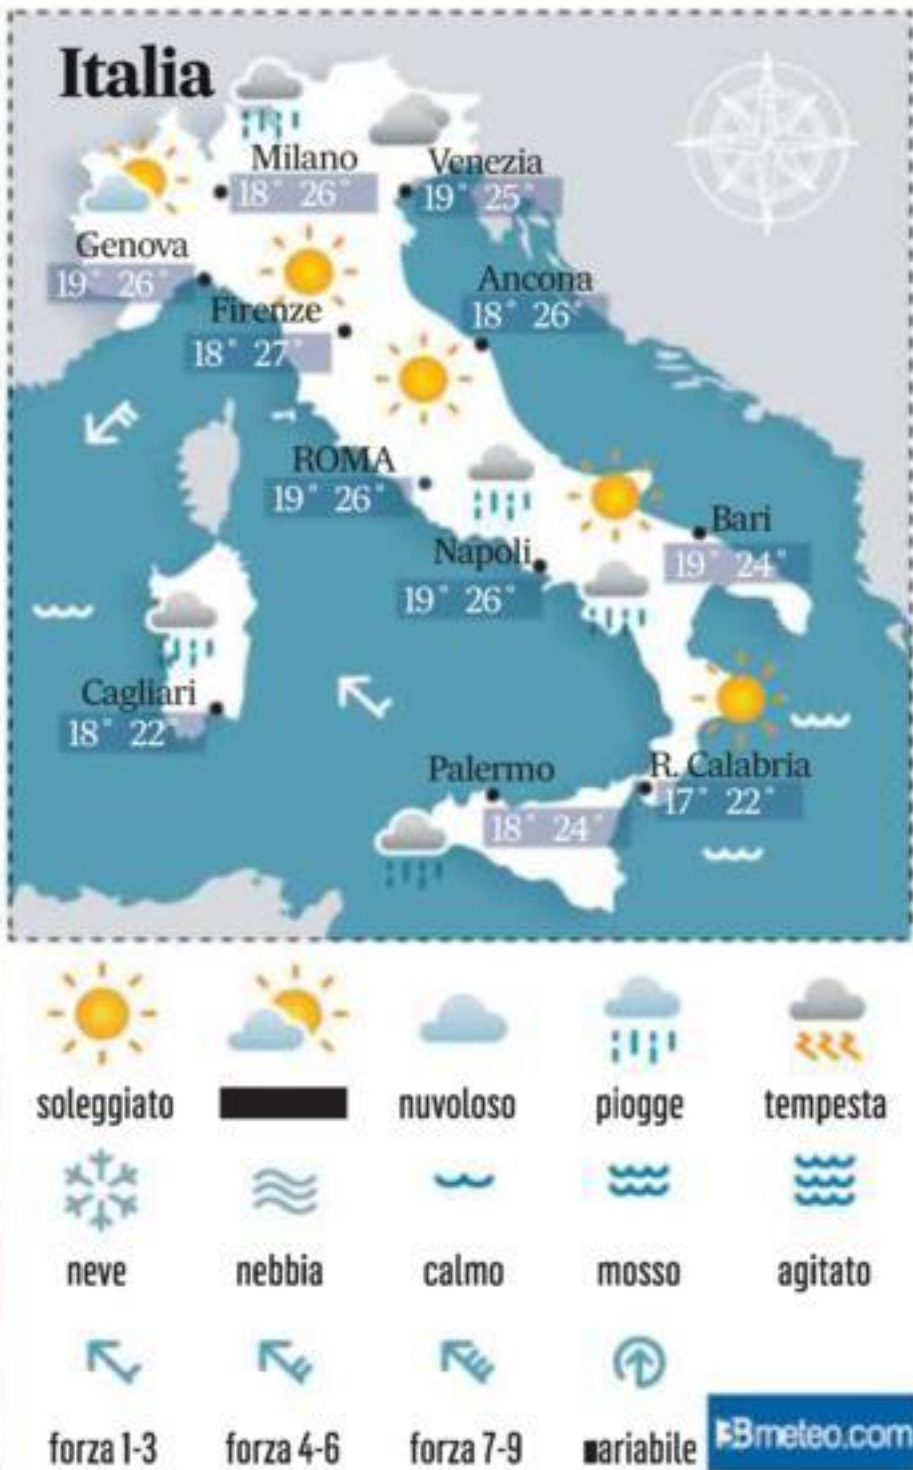 Italia
Milano
18° 26°
Venezia
19° 25°
Genova
19° 26°
Ancona
18° 26°
Firenze
18° 27°
ROMA
19° 26°
Bari
19° 24°
Napoli
19° 26°
Cagliari
18° 22°
Palermo
18° 24°
R. Calabria
17° 22°
soleggiato
nuvoloso
piogge
tempesta
neve
nebbia
calmo
mosso
agitato
forza 1-3
forza 4-6
forza 7-9
ariabile
3Bmeteo.com